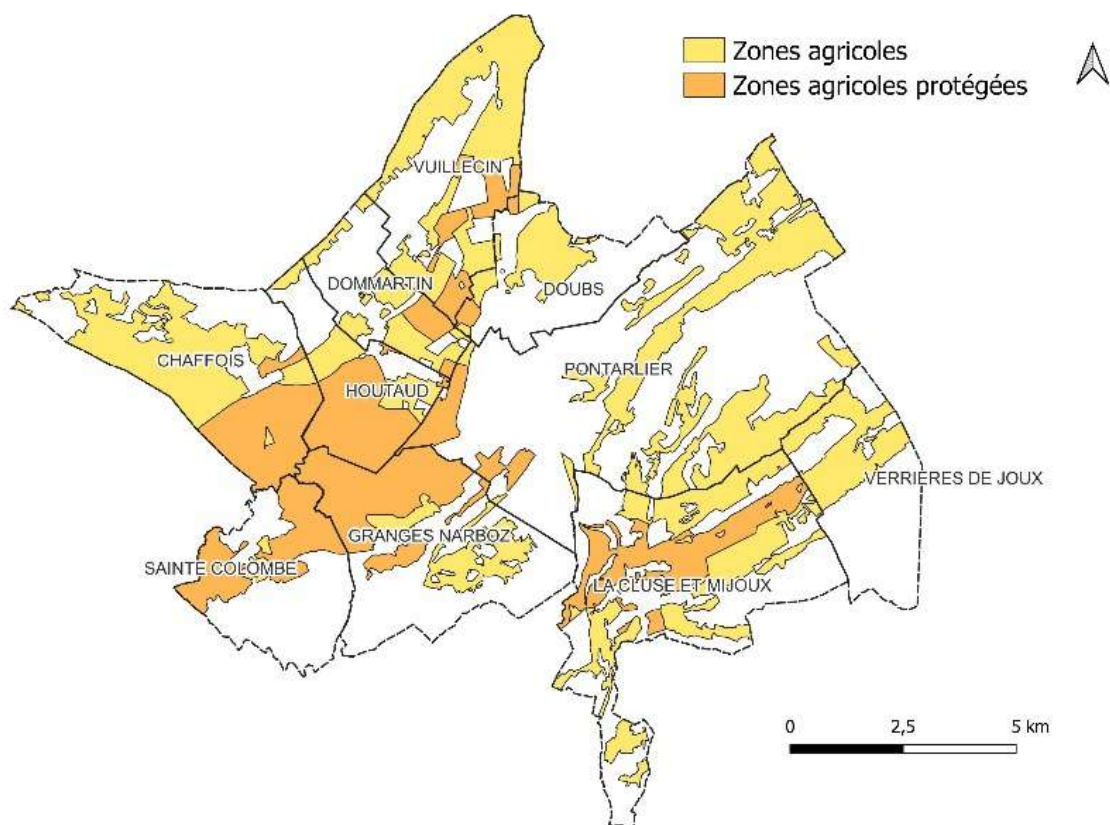 Zones agricoles
Zones agricoles protégées
VUILLECIN
DOMMARTIN
DOUBS
CHAFFOIS
PONTARLIER
HOUTAUD
VERRIERES DE JOUX
GRANGES NARBOZ
SAINTE COLOMBE
LA CLUSE ET MIJOUX
0 2,5 5 km